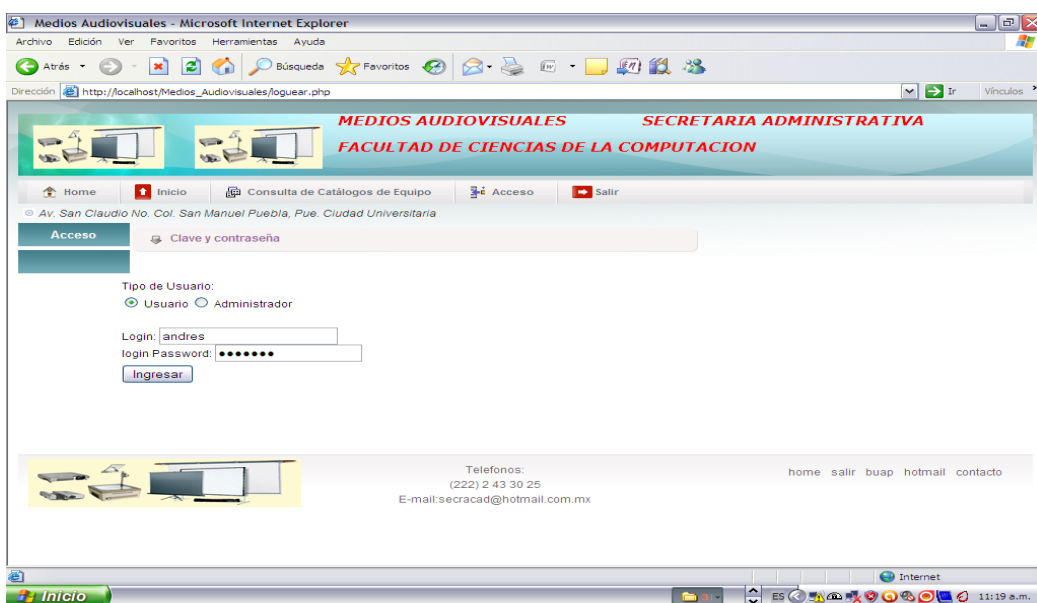 Medios Audiovisuales - Microsoft Internet Explorer
Archivo Edición Ver Favoritos Herramientas Ayuda
Atrás Búsqueda Favoritos
Dirección http://localhost/Medios_Audiovisuales/loguear.php Ir Vínculos
MEDIOS AUDIOVISUALES SECRETARIA ADMINISTRATIVA
FACULTAD DE CIENCIAS DE LA COMPUTACION
Home Inicio Consulta de Catálogos de Equipo Acceso Salir
Av. San Claudio No. Col. San Manuel Puebla, Pue. Ciudad Universitaria
Acceso Clave y contraseña
Tipo de Usuario:
Usuario Administrador
Login: andres
login Password: •••••••
Ingresar
Telefonos:
(222) 2 43 30 25
E-mail:secracad@hotmail.com.mx
home salir buap hotmail contacto
Internet
Inicio ES 11:19 a.m.